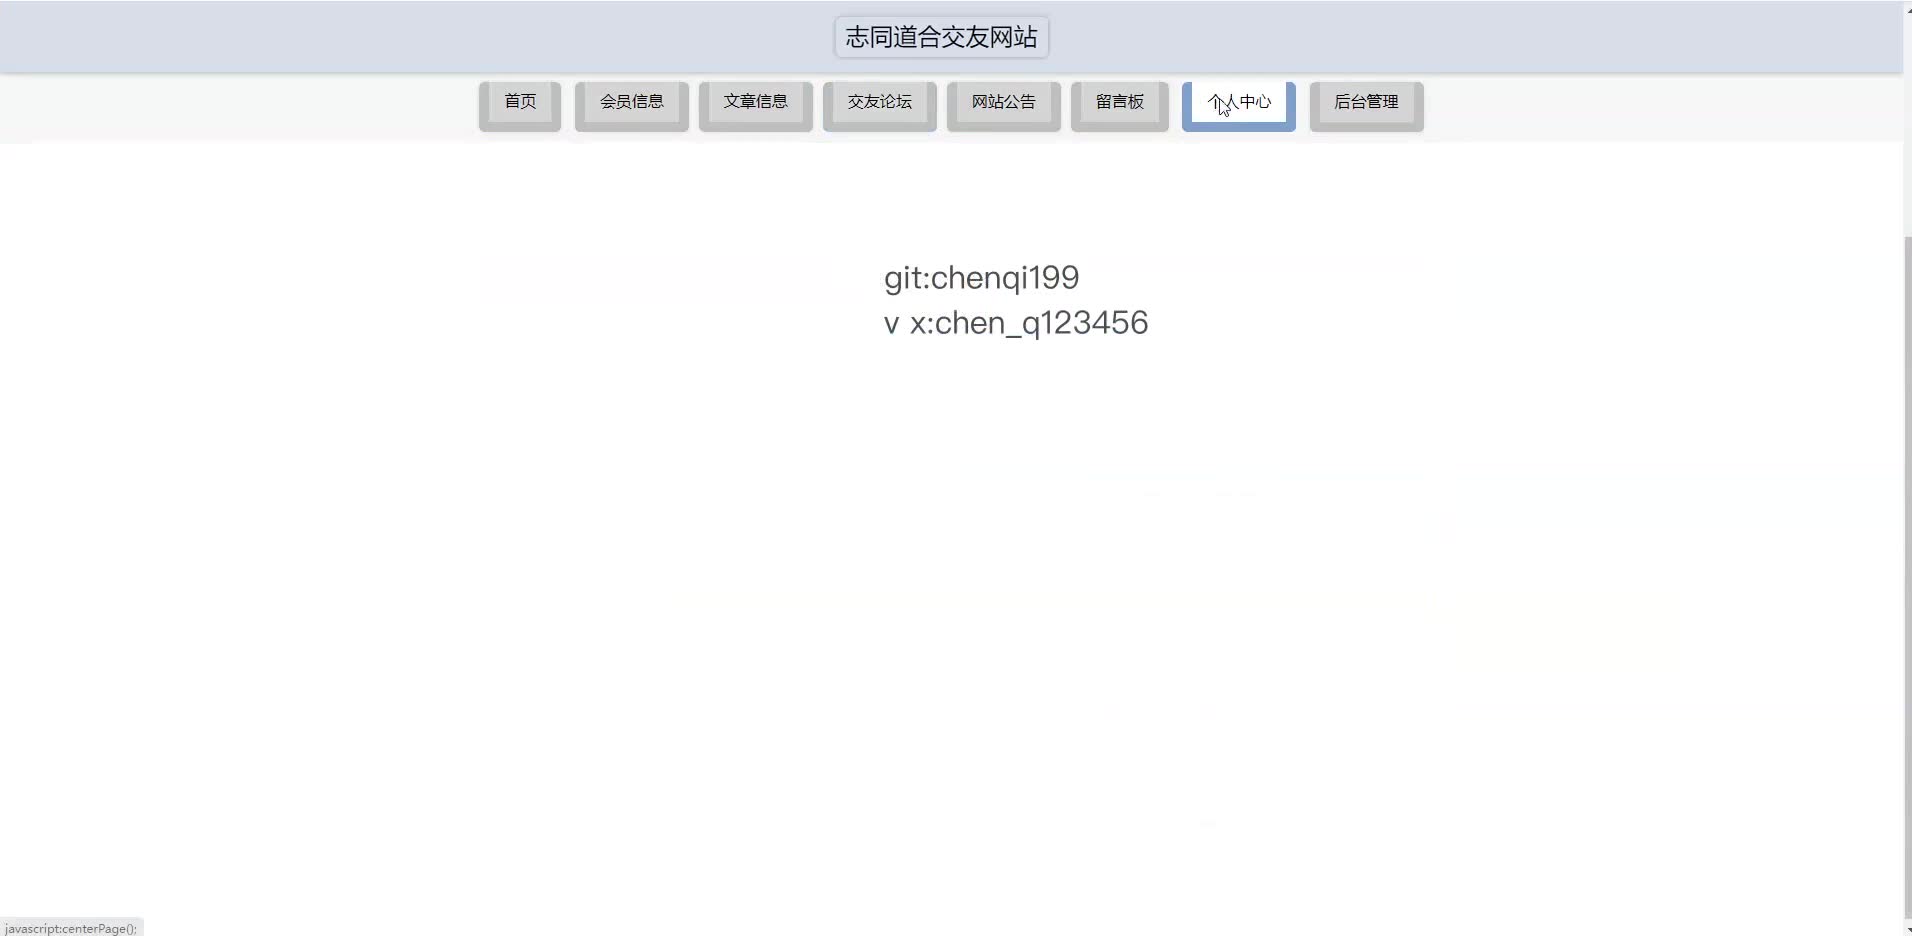 志同道合交友网站
首页 会员信息 文章信息 交友论坛 网站公告 留言板 个人中心 后台管理
git:chenqi199
v x:chen_q123456
javascript:centerPage();